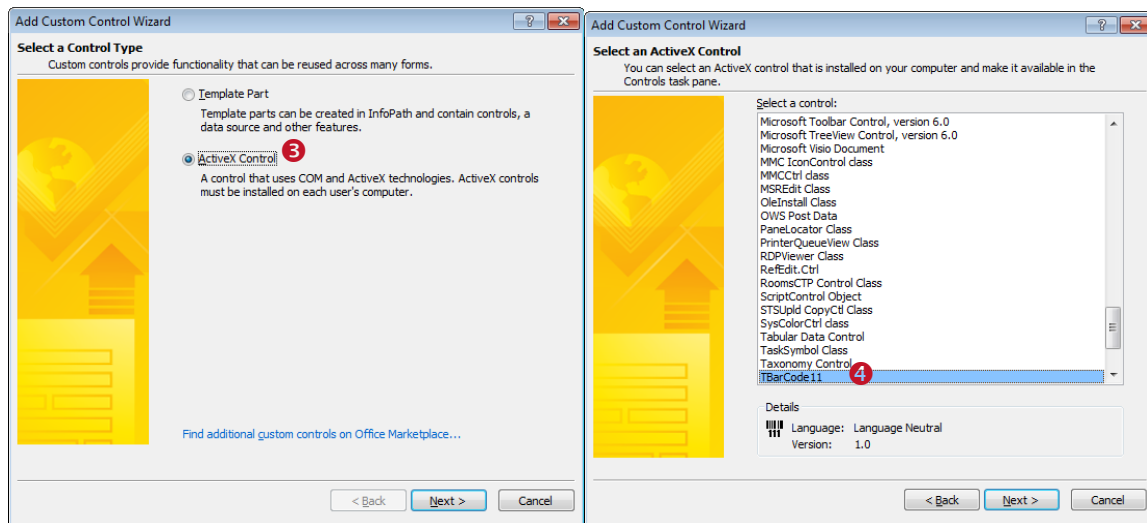 Add Custom Control Wizard
Select a Control Type
Custom controls provide functionality that can be reused across many forms.
Template Part
Template parts can be created in InfoPath and contain controls, a
data source and other features.
ActiveX Control
3
A control that uses COM and ActiveX technologies. ActiveX controls
must be installed on each user's computer.
Find additional custom controls on Office Marketplace...
< Back
Next >
Cancel
Add Custom Control Wizard
Select an ActiveX Control
You can select an ActiveX control that is installed on your computer and make it available in the
Controls task pane.
Select a control:
Microsoft Toolbar Control, version 6.0
Microsoft TreeView Control, version 6.0
Microsoft Visio Document
MMC IconControl class
MMCCtrl class
MSREdit Class
OleInstall Class
OWS Post Data
PaneLocator Class
PrinterQueueView Class
RDPViewer Class
RefEdit.Ctrl
RoomsCTP Control Class
ScriptControl Object
STSUpld CopyCtl Class
SysColorCtrl class
Tabular Data Control
TaskSymbol Class
Taxonomy Control
TBarCode11
4
Details
111
Language: Language Neutral
Version: 1.0
< Back
Next >
Cancel